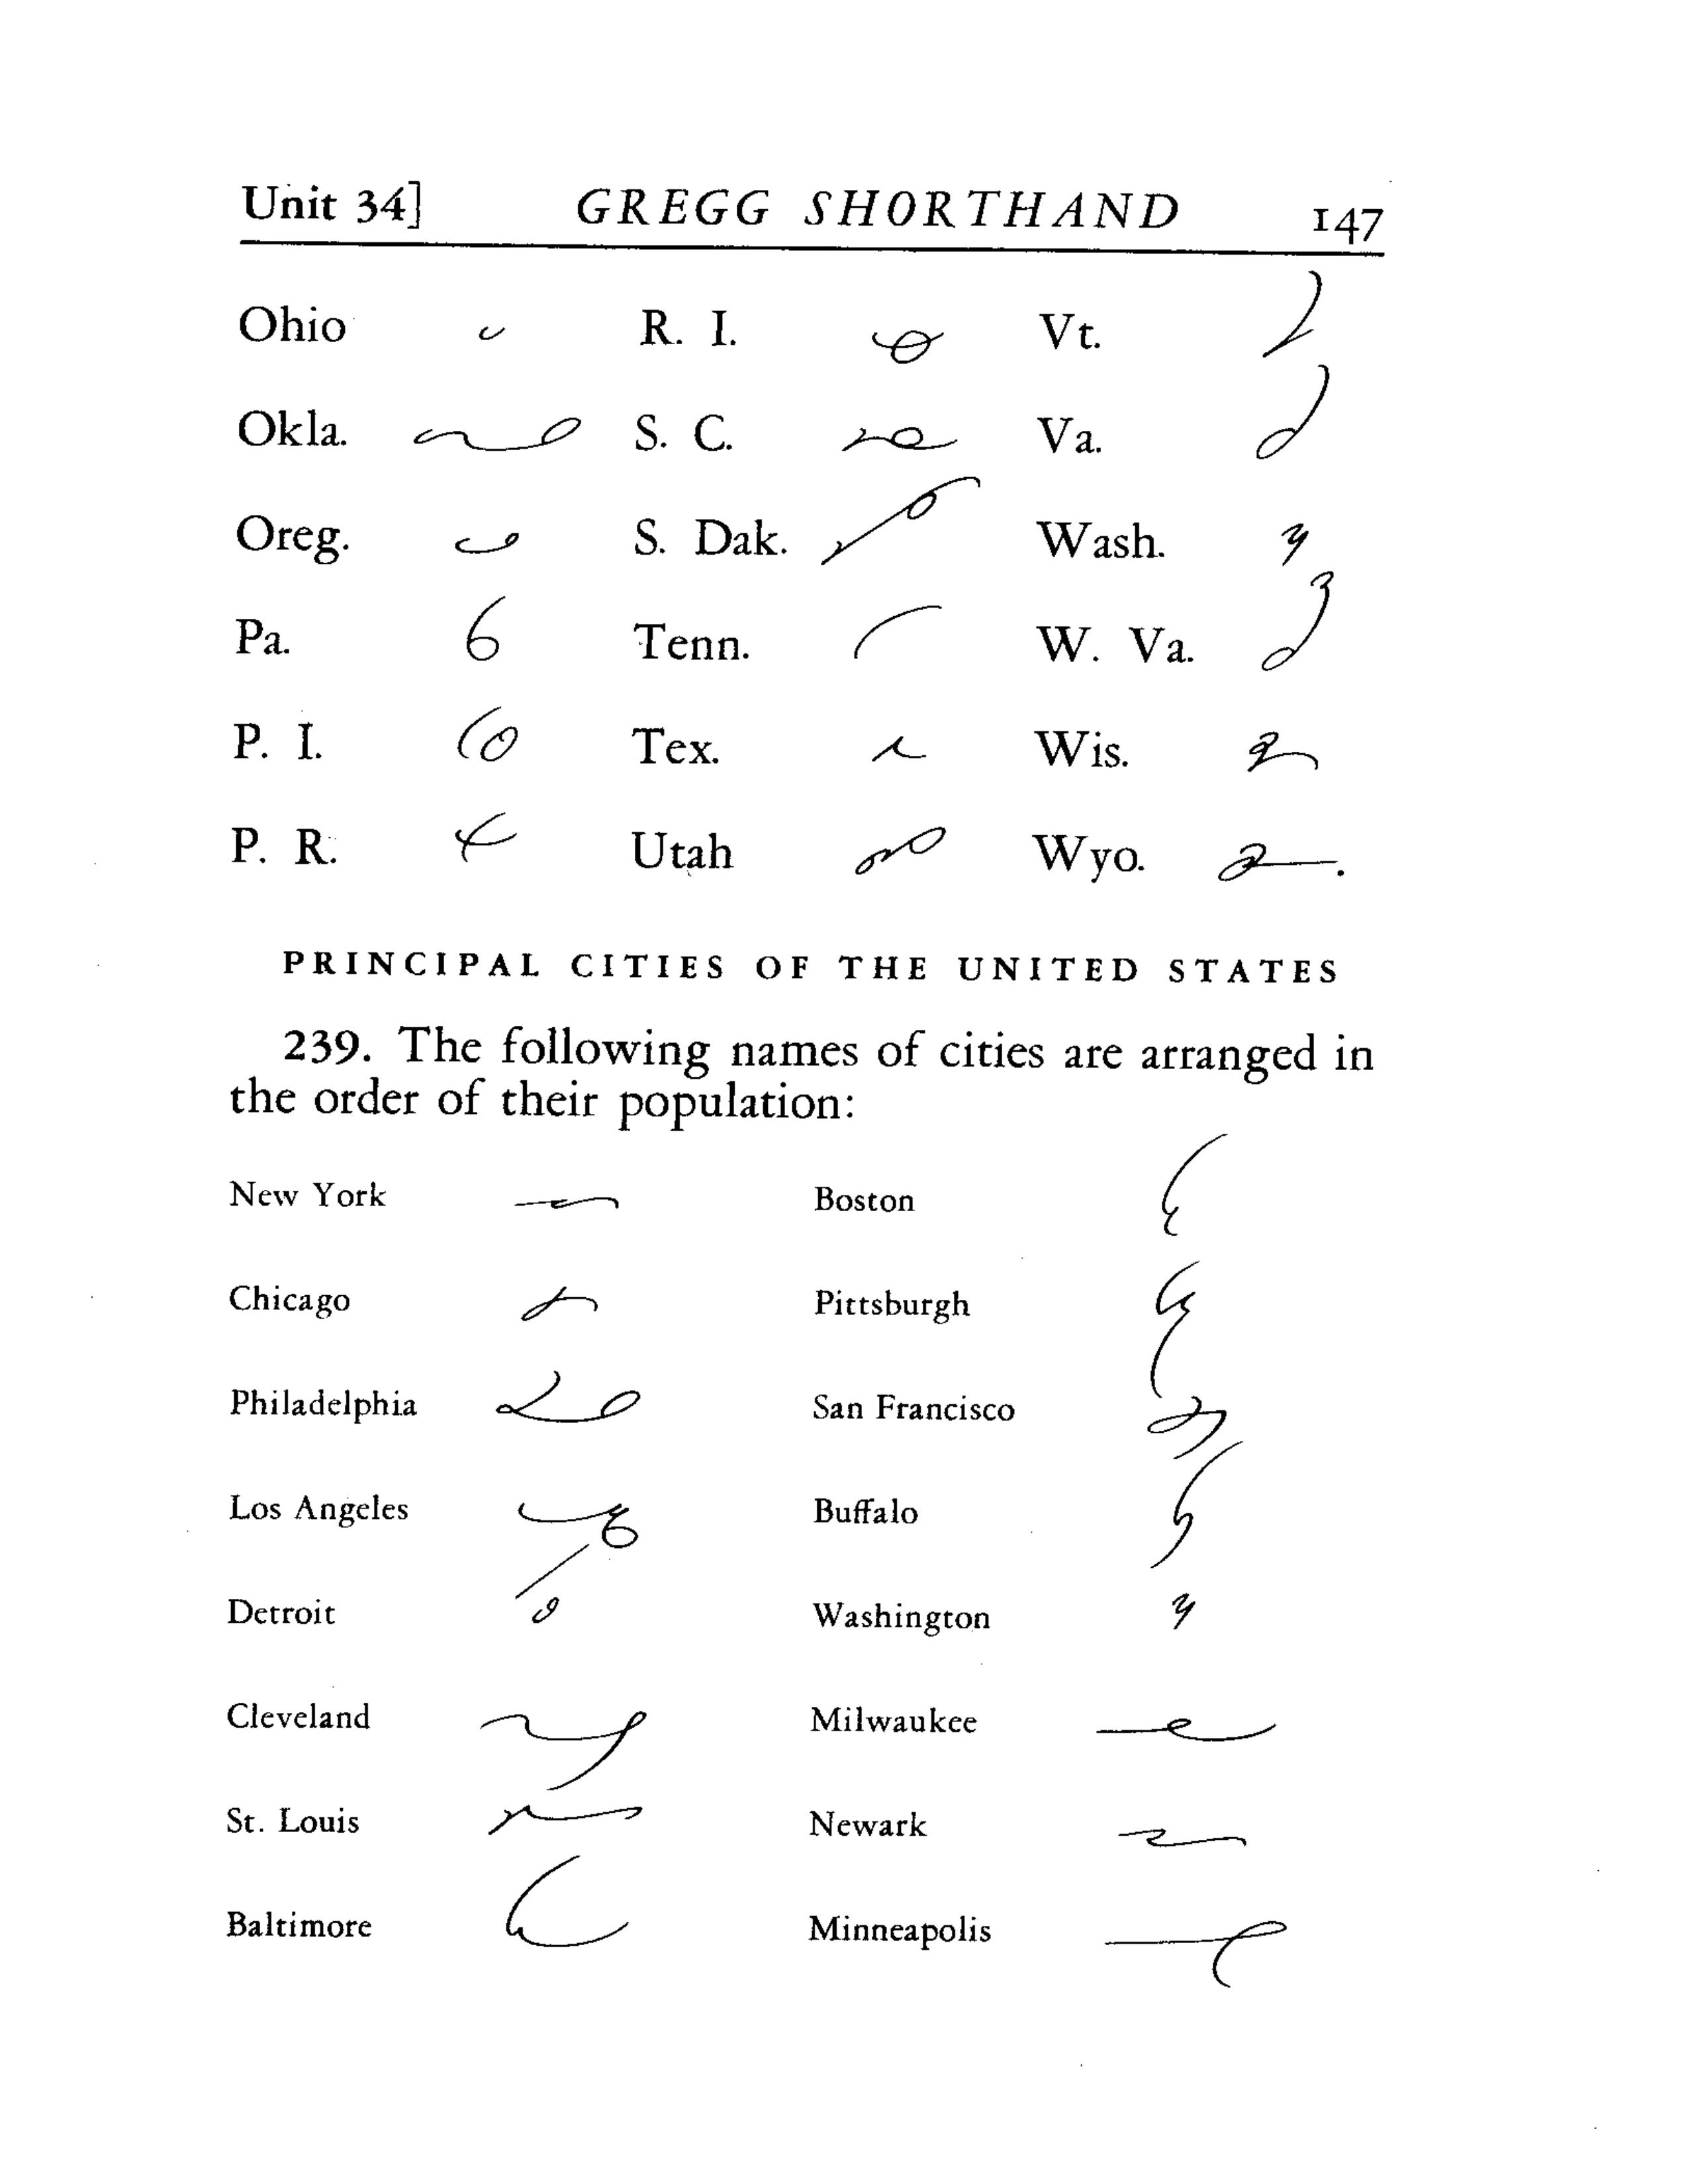 Unit 34] GREGG SHORTHAND 147
Ohio R. I. Vt.
Okla. S. C. Va.
Oreg. S. Dak. Wash.
Pa. Tenn. W. Va.
P. I. Tex. Wis.
P. R. Utah Wyo.
PRINCIPAL CITIES OF THE UNITED STATES
239. The following names of cities are arranged in
the order of their population:
New York Boston
Chicago Pittsburgh
Philadelphia San Francisco
Los Angeles Buffalo
Detroit Washington
Cleveland Milwaukee
St. Louis Newark
Baltimore Minneapolis